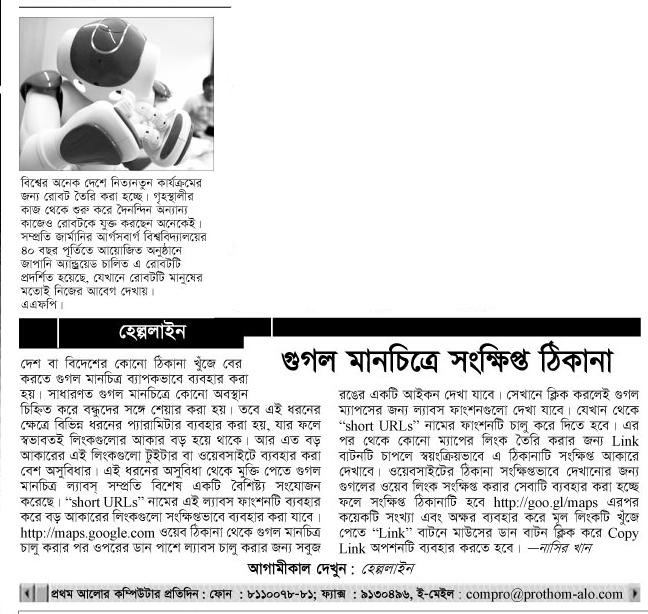 বিশ্বের অনেক দেশে নিত্যনতুন কার্যক্রমের
জন্য রোবট তৈরি করা হচ্ছে। গৃহস্থালীর
কাজ থেকে শুরু করে দৈনন্দিন অন্যান্য
কাজেও রোবটকে যুক্ত করছেন অনেকেই।
সম্প্রতি জার্মানির আর্গসবার্গ বিশ্ববিদ্যালয়ের
৪০ বছর পূর্তিতে আয়োজিত অনুষ্ঠানে
জাপানি অ্যান্ড্রয়েড চালিত এ রোবটটি
প্রদর্শিত হয়েছে, যেখানে রোবটটি মানুষের
মতোই নিজের আবেগ দেখায়।
এএফপি।
হেল্পলাইন
গুগল মানচিত্রে সংক্ষিপ্ত ঠিকানা
দেশ বা বিদেশের কোনো ঠিকানা খুঁজে বের
করতে গুগল মানচিত্র ব্যাপকভাবে ব্যবহার করা
হয়। সাধারণত গুগল মানচিত্রে কোনো অবস্থান
চিহ্নিত করে বন্ধুদের সঙ্গে শেয়ার করা হয়। তবে এই ধরনের
ক্ষেত্রে বিভিন্ন ধরনের প্যারামিটার ব্যবহার করা হয়, যার ফলে
স্বভাবতই লিংকগুলোর আকার বড় হয়ে থাকে। আর এত বড়
আকারের এই লিংকগুলো টুইটার বা ওয়েবসাইটে ব্যবহার করা
বেশ অসুবিধার। এই ধরনের অসুবিধা থেকে মুক্তি পেতে গুগল
মানচিত্র ল্যাবস্ সম্প্রতি বিশেষ একটি বৈশিষ্ট্য সংযোজন
করেছে। “short URLs” নামের এই ল্যাবস ফাংশনটি ব্যবহার
করে বড় আকারের লিংকগুলো সংক্ষিপ্তভাবে ব্যবহার করা যাবে।
http://maps.google.com ওয়েব ঠিকানা থেকে গুগল মানচিত্র
চালু করার পর ওপরের ডান পাশে ল্যাবস চালু করার জন্য সবুজ
রঙের একটি আইকন দেখা যাবে। সেখানে ক্লিক করলেই গুগল
ম্যাপসের জন্য ল্যাবস ফাংশনগুলো দেখা যাবে। যেখান থেকে
“short URLs” নামের ফাংশনটি চালু করে দিতে হবে। এর
পর থেকে কোনো ম্যাপের লিংক তৈরি করার জন্য Link
বাটনটি চাপলে স্বয়ংক্রিয়ভাবে এ ঠিকানাটি সংক্ষিপ্ত আকারে
দেখাবে। ওয়েবসাইটের ঠিকানা সংক্ষিপ্তভাবে দেখানোর জন্য
গুগলের ওয়েব লিংক সংক্ষিপ্ত করার সেবাটি ব্যবহার করা হচ্ছে
ফলে সংক্ষিপ্ত ঠিকানাটি হবে http://goo.gl/maps এরপর
কয়েকটি সংখ্যা এবং অক্ষর ব্যবহার করে মূল লিংকটি খুঁজে
পেতে “Link” বাটনে মাউসের ডান বাটন ক্লিক করে Copy
Link অপশনটি ব্যবহার করতে হবে। —নাসির খান
আগামীকাল দেখুন : হেল্পলাইন
প্রথম আলোর কম্পিউটার প্রতিদিন : ফোন : ৮১১০০৭৮-৮১; ফ্যাক্স : ৯১৩০৪৯৬, ই-মেইল : compro@prothom-alo.com